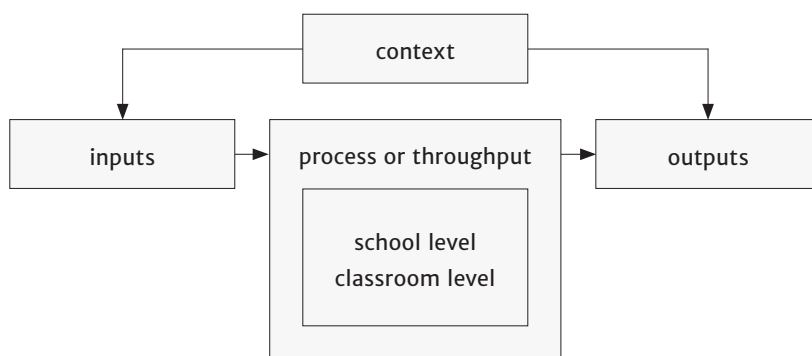 context
inputs
process or throughput
outputs
school level
classroom level